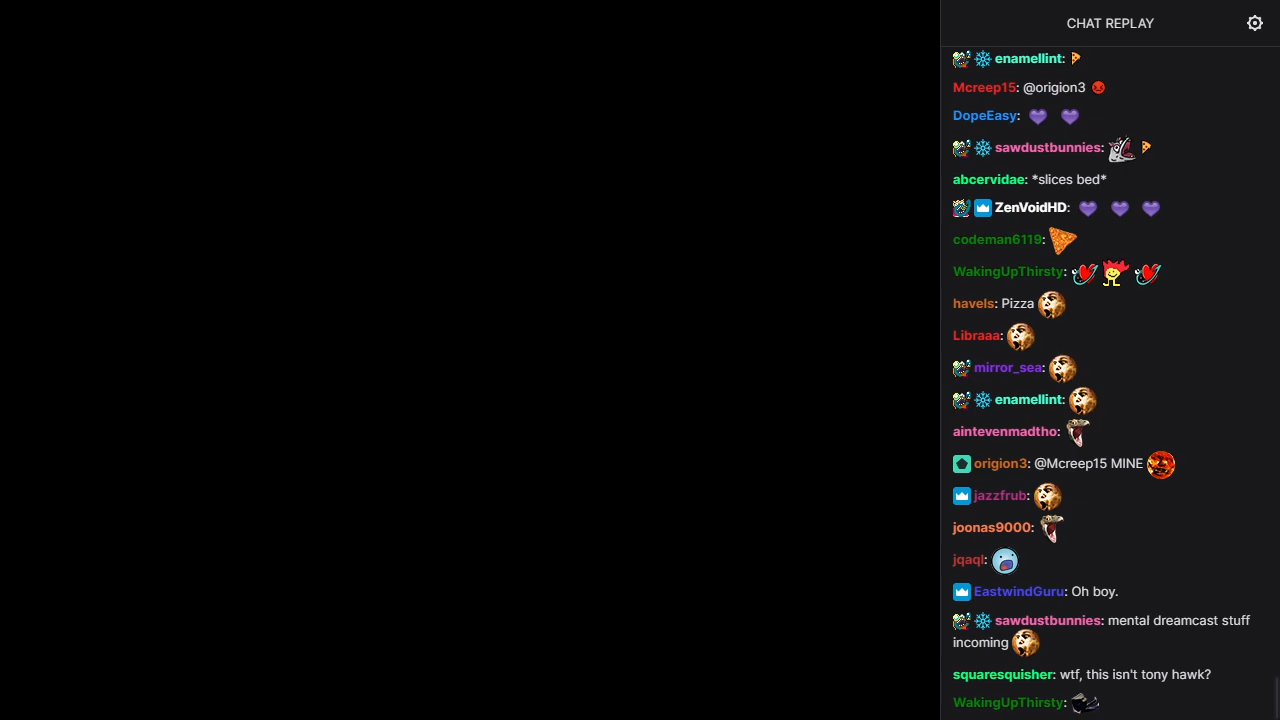 CHAT REPLAY
enamellint:
Mcreep15: @origion3
DopeEasy:
sawdustbunnies:
abcervidae: *slices bed*
ZenVoidHD:
codeman6119:
WakingUpThirsty:
havels: Pizza
Libraaa:
mirror_sea:
enamellint:
aintevenmadtho:
origion3: @Mcreep15 MINE
jazzfrub:
joonas9000:
jqaql:
EastwindGuru: Oh boy.
sawdustbunnies: mental dreamcast stuff
incoming
squaresquisher: wtf, this isn't tony hawk?
WakingUpThirsty: